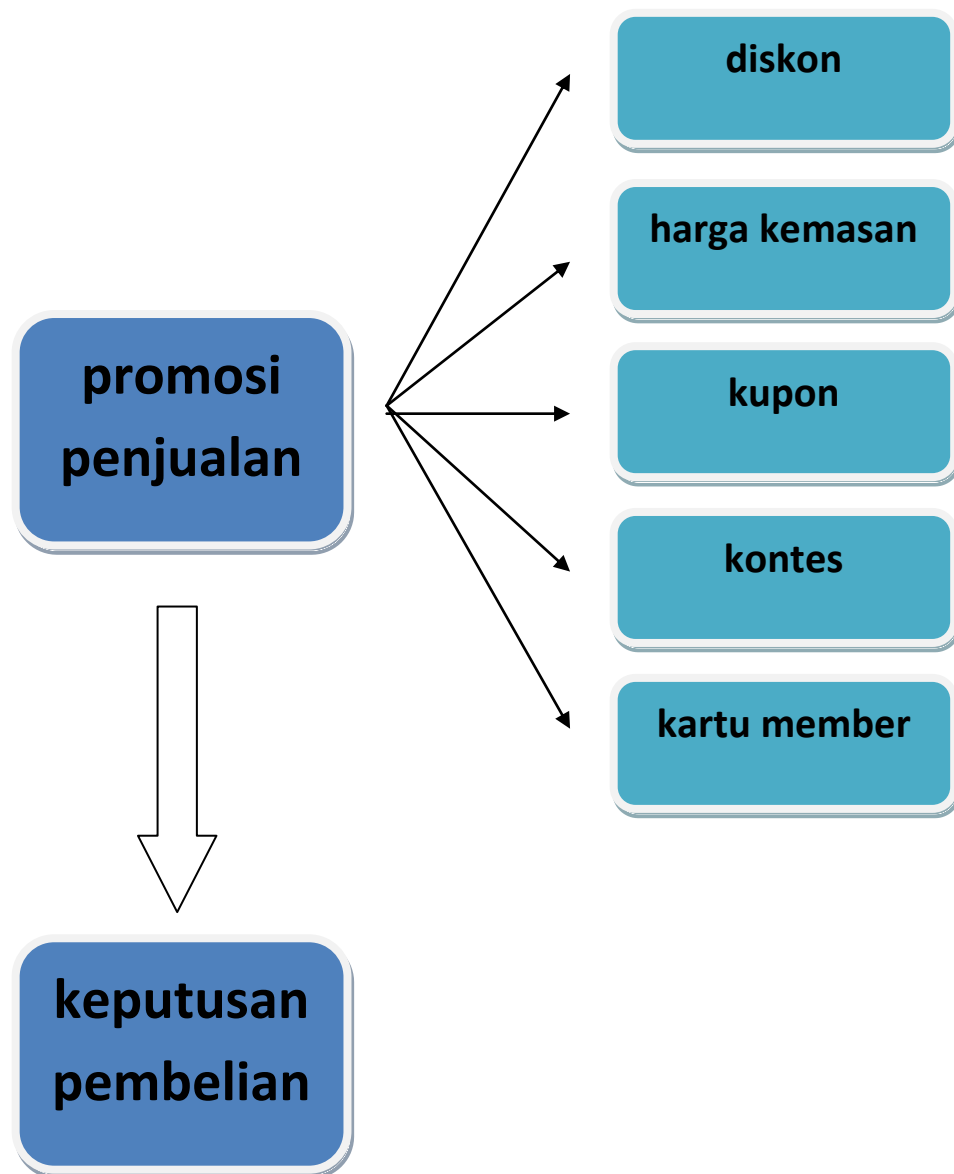 diskon
harga kemasan
promosi
penjualan
kupon
kontes
kartu member
keputusan
pembelian